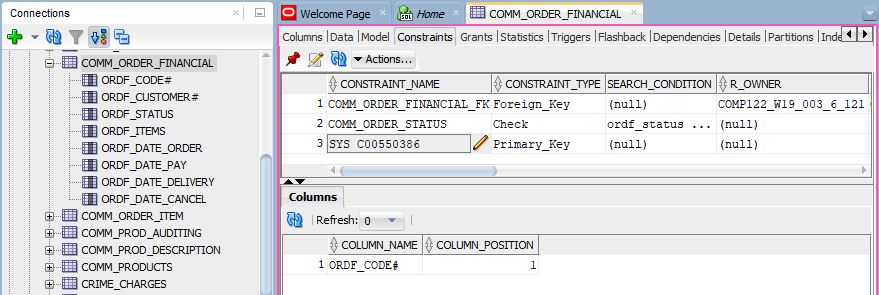 Connections
COMM_ORDER_FINANCIAL
ORDF_CODE#
ORDF_CUSTOMER#
ORDF_STATUS
ORDF_ITEMS
ORDF_DATE_ORDER
ORDF_DATE_PAY
ORDF_DATE_DELIVERY
ORDF_DATE_CANCEL
COMM_ORDER_ITEM
COMM_PROD_AUDITING
COMM_PROD_DESCRIPTION
COMM_PRODUCTS
CRIME_CHARGES
Welcome Page Home COMM_ORDER_FINANCIAL
Columns Data Model Constraints Grants Statistics Triggers Flashback Dependencies Details Partitions Inde
Actions...
CONSTRAINT_NAME CONSTRAINT_TYPE SEARCH_CONDITION R_OWNER
1 COMM_ORDER_FINANCIAL_FK Foreign_Key (null) COMP122_W19_003_6_121
2 COMM_ORDER_STATUS Check ordf_status ... (null)
3 SYS_C00550386 Primary_Key (null) (null)
Columns
Refresh: 0
COLUMN_NAME COLUMN_POSITION
1 ORDF_CODE# 1